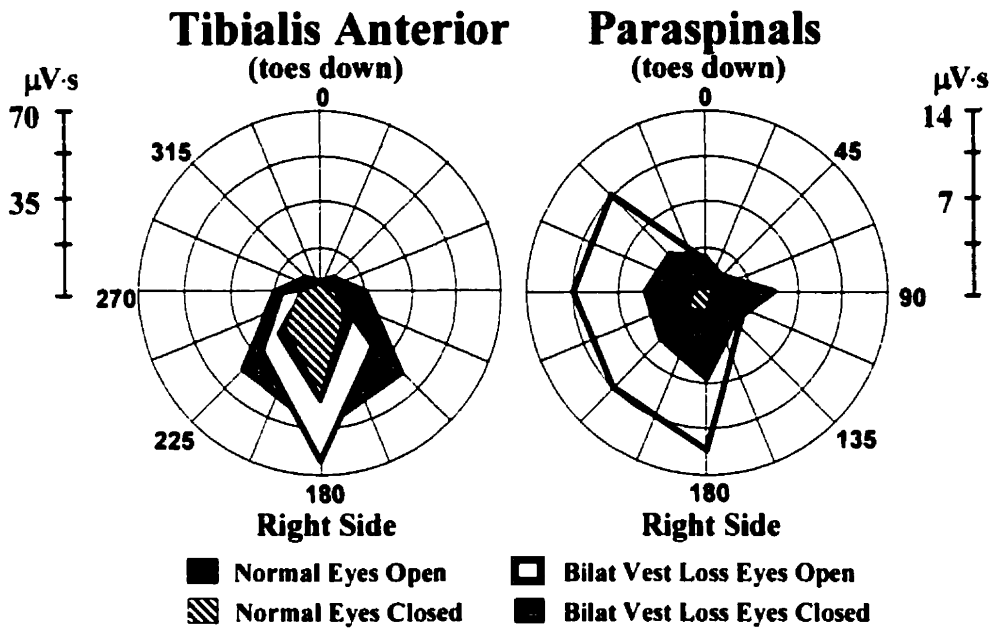 Tibialis Anterior
(toes down)
Paraspinals
(toes down)
µV·s
70
35
µV·s
14
7
0
315
270
225
180
0
45
90
135
180
Right Side
Right Side
Normal Eyes Open
Bilat Vest Loss Eyes Open
Normal Eyes Closed
Bilat Vest Loss Eyes Closed